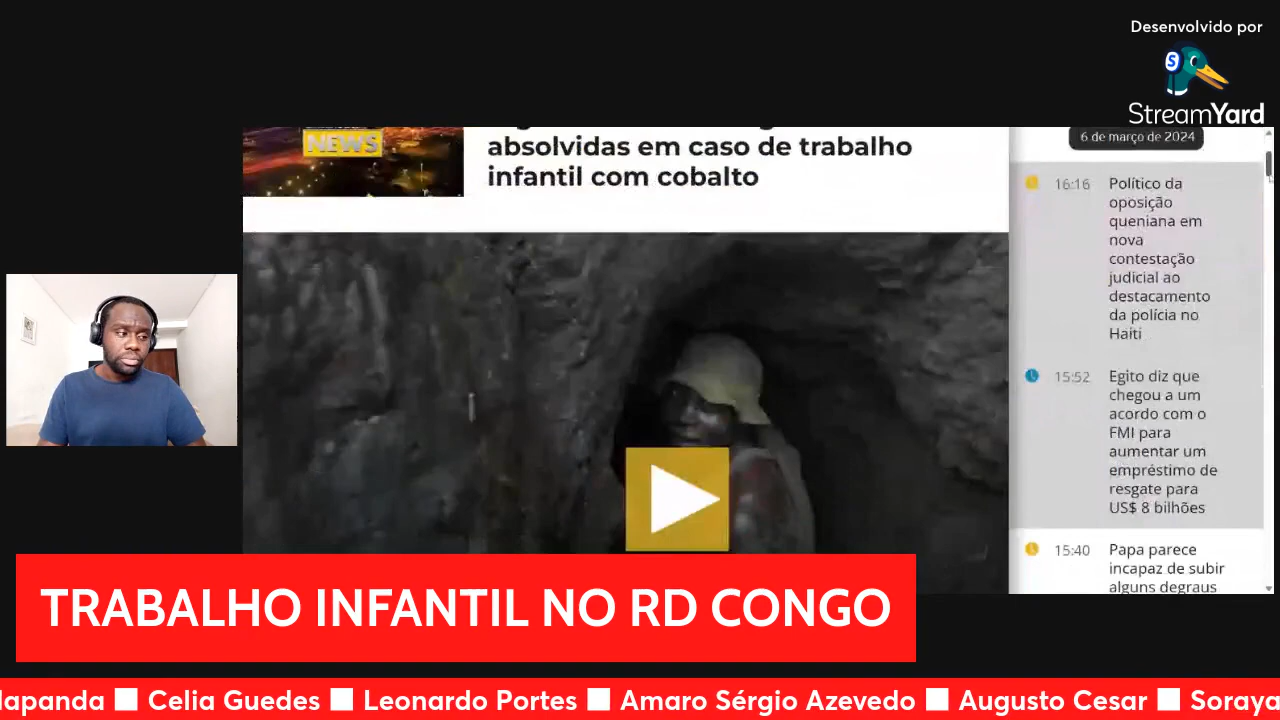 Desenvolvido por
StreamYard
NEWS
absolvidas em caso de trabalho
infantil com cobalto
6 de março de 2024
16:16
Político da
oposição
queniana em
nova
contestação
judicial ao
destacamento
da polícia no
Haiti
15:52
Egito diz que
chegou a um
acordo com o
FMI para
aumentar um
empréstimo de
resgate para
US$ 8 bilhões
15:40
Papa parece
incapaz de subir
alguns degraus
TRABALHO INFANTIL NO RD CONGO
Celia Guedes ■ Leonardo Portes ■ Amaro Sérgio Azevedo ■ Augusto Cesar ■ Soraya